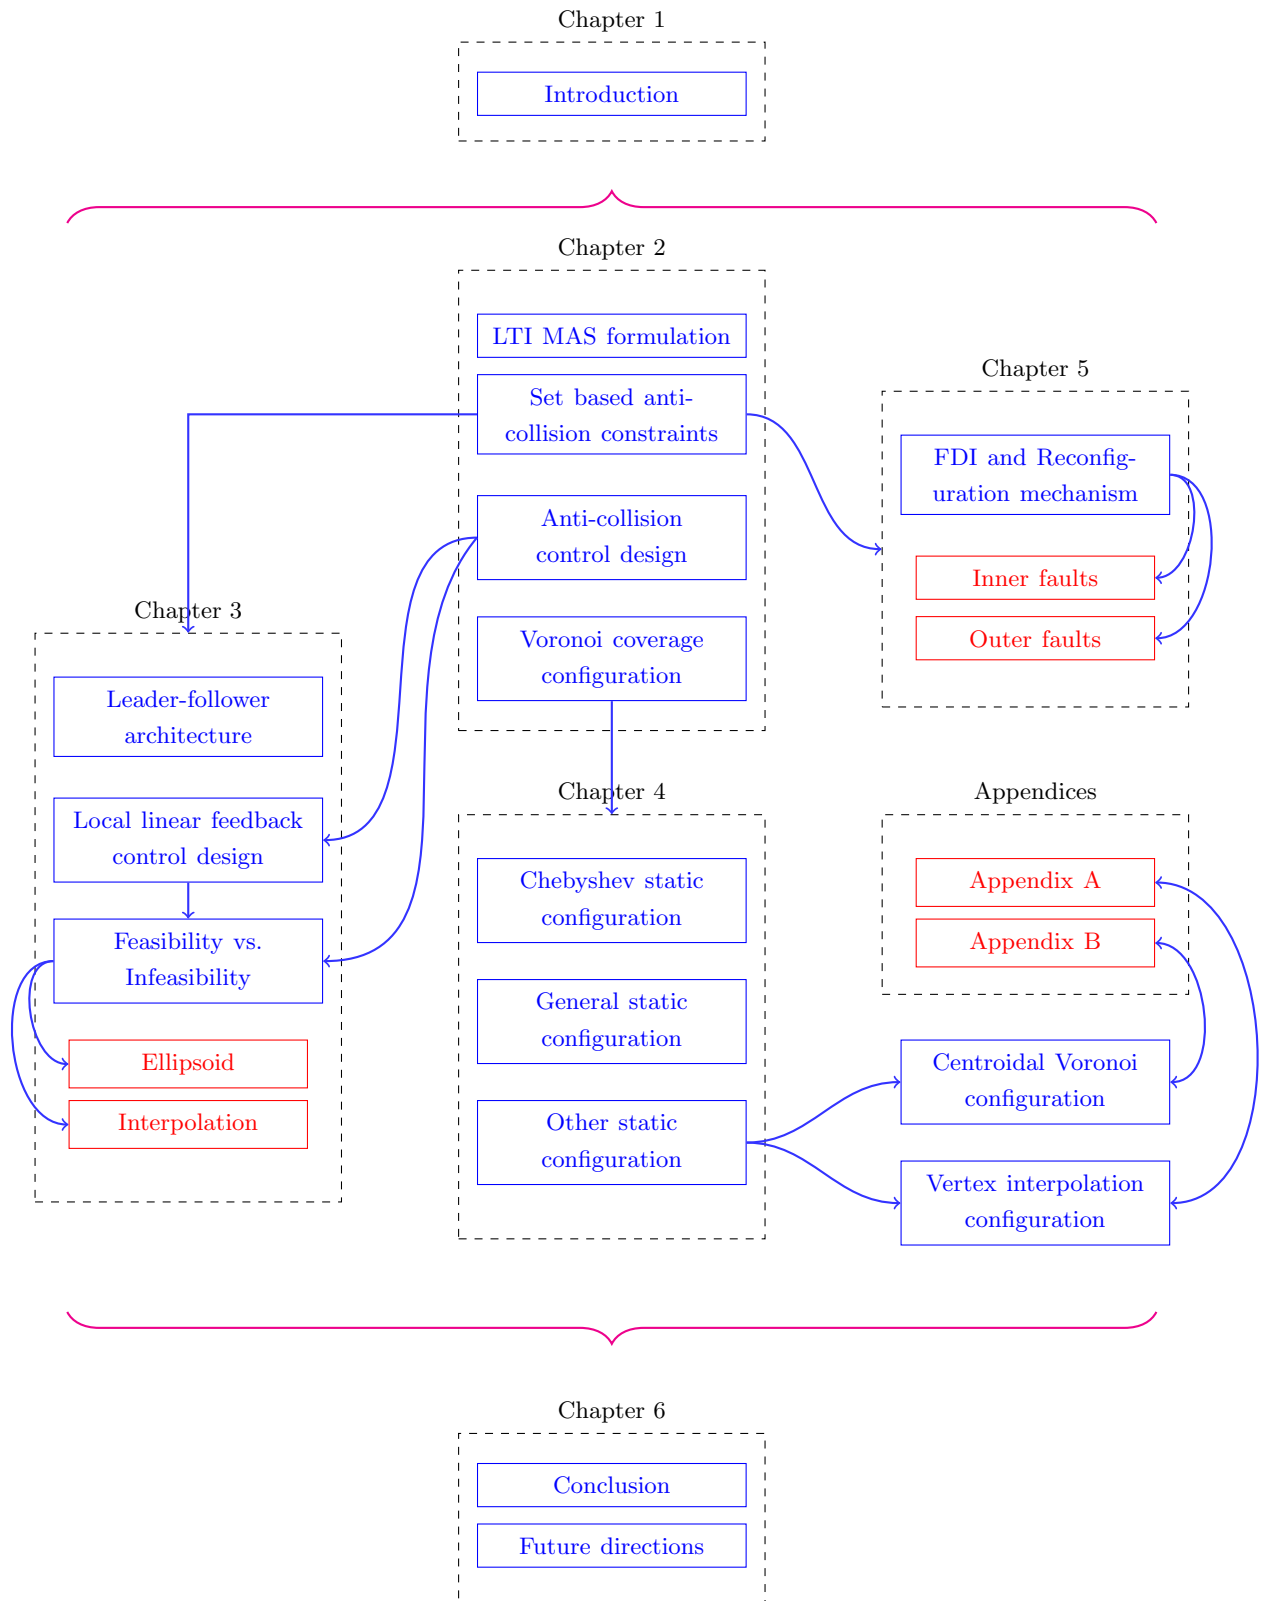 Chapter 1
Introduction
Chapter 2
LTI MAS formulation
Set based anti-
collision constraints
Anti-collision
control design
Voronoi coverage
configuration
Chapter 5
FDI and Reconfig-
uration mechanism
Inner faults
Outer faults
Chapter 3
Leader-follower
architecture
Local linear feedback
control design
Feasibility vs.
Infeasibility
Ellipsoid
Interpolation
Chapter 4
Chebyshev static
configuration
General static
configuration
Other static
configuration
Appendices
Appendix A
Appendix B
Centroidal Voronoi
configuration
Vertex interpolation
configuration
Chapter 6
Conclusion
Future directions